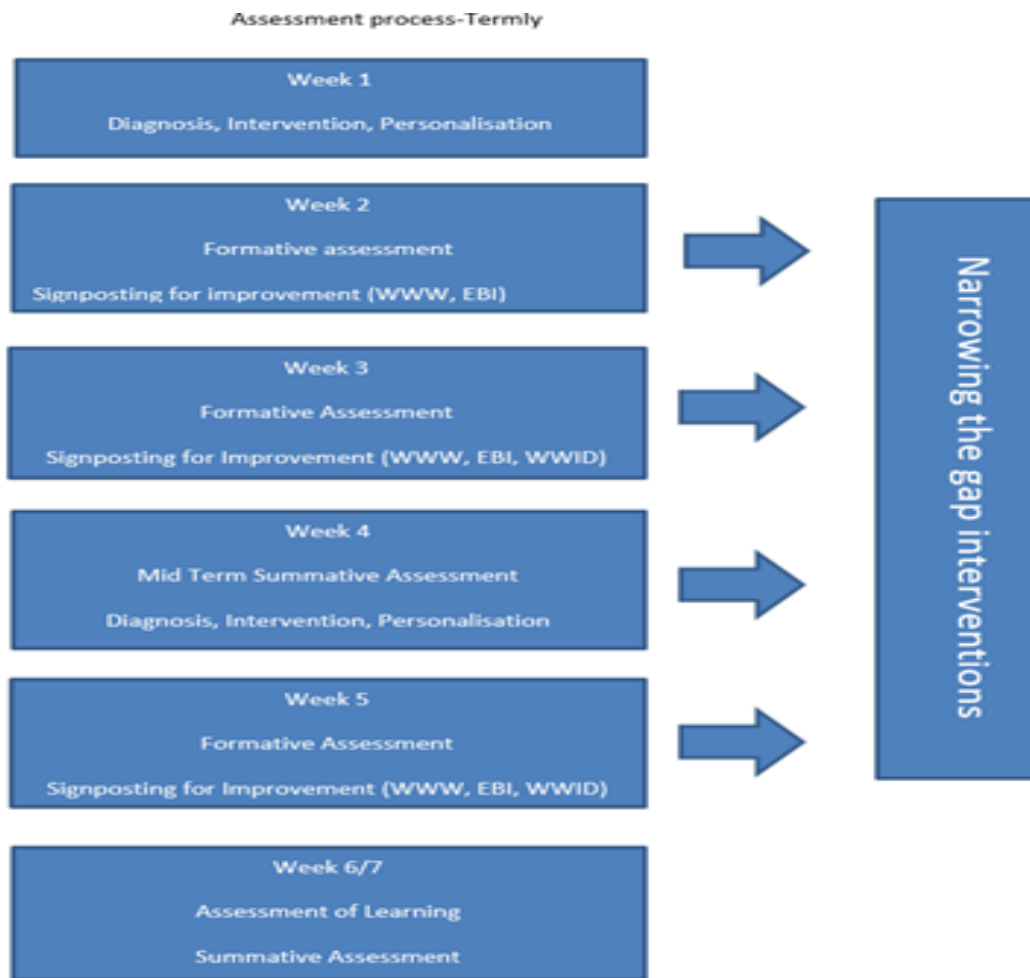 Assessment process-Termly
Week 1
Diagnosis, Intervention, Personalisation
Week 2
Formative assessment
Signposting for improvement (WWW, EBI)
Week 3
Formative Assessment
Signposting for Improvement (WWW, EBI, WWID)
Week 4
Mid Term Summative Assessment
Diagnosis, Intervention, Personalisation
Week 5
Formative Assessment
Signposting for Improvement (WWW, EBI, WWID)
Week 6/7
Assessment of Learning
Summative Assessment
Narrowing the gap interventions